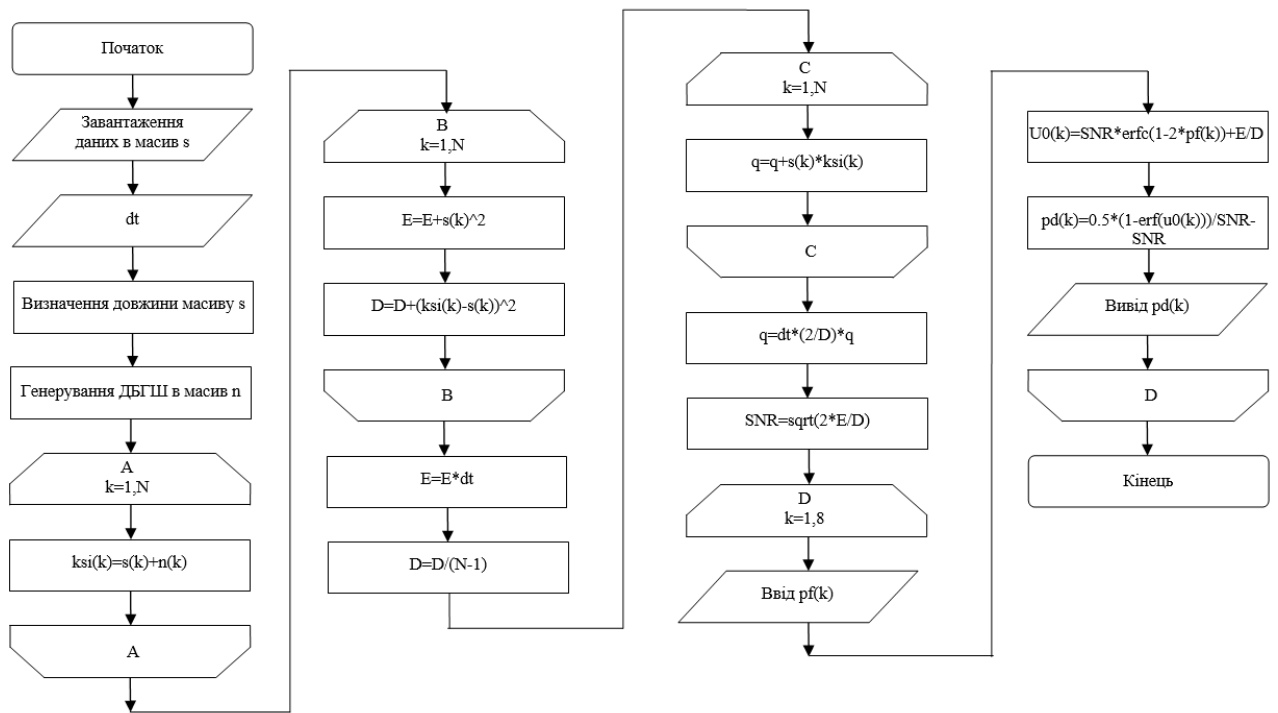 Початок
Завантаження
даних в масив s
dt
Визначення довжини масиву s
Генерування ДБГШ в масив n
A
k=1,N
ksi(k)=s(k)+n(k)
A
B
k=1,N
E=E+s(k)^2
D=D+(ksi(k)-s(k))^2
B
E=E*dt
D=D/(N-1)
C
k=1,N
q=q+s(k)*ksi(k)
C
q=dt*(2/D)*q
SNR=sqrt(2*E/D)
D
k=1,8
Ввід pf(k)
U0(k)=SNR*erfc(1-2*pf(k))+E/D
pd(k)=0.5*(1-erf(u0(k)))/SNR-
SNR
Вивід pd(k)
D
Кінець